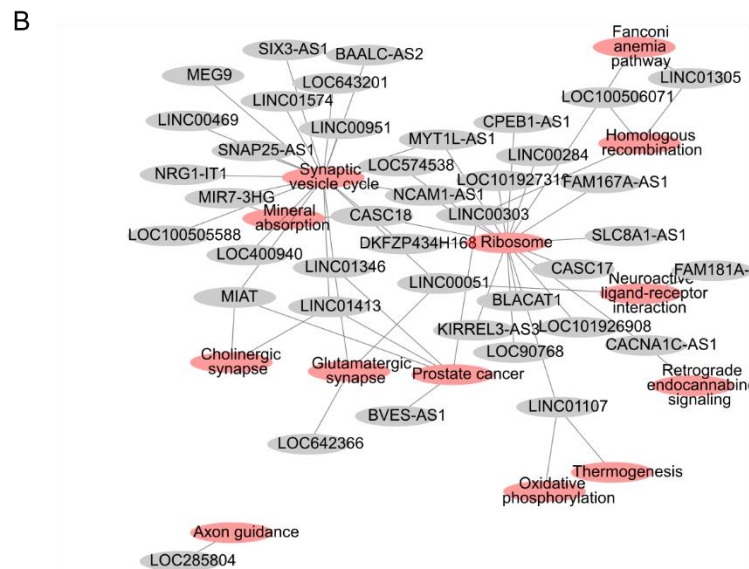 B
Fanconi
anemia
pathway
SIX3-AS1
BAALC-AS2
MEG9
LOC643201
LINC01305
LINC01574
LOC100506071
LINC00469
LINC00951
CPEB1-AS1
MYT1L-AS1
Homologous
recombination
SNAP25-AS1
LINC00284
LOC574538
NRG1-IT1
Synaptic
vesicle cycle
LOC101927312
FAM167A-AS1
MIR7-3HG
NCAM1-AS1
Mineral
absorption
CASC18
LINC00303
LOC100505588
DKFZP434H168
Ribosome
SLC8A1-AS1
LOC400940
LINC01346
CASC17
FAM181A-
Neuroactive
ligand-receptor
interaction
LINC00051
MIAT
LINC01413
BLACAT1
KIRREL3-AS3
LOC101926908
CACNA1C-AS1
LOC90768
Cholinergic
synapse
Glutamatergic
synapse
Prostate cancer
Retrograde
endocannabin
signaling
BVES-AS1
LINC01107
LOC642366
Thermogenesis
Oxidative
phosphorylation
Axon guidance
LOC285804